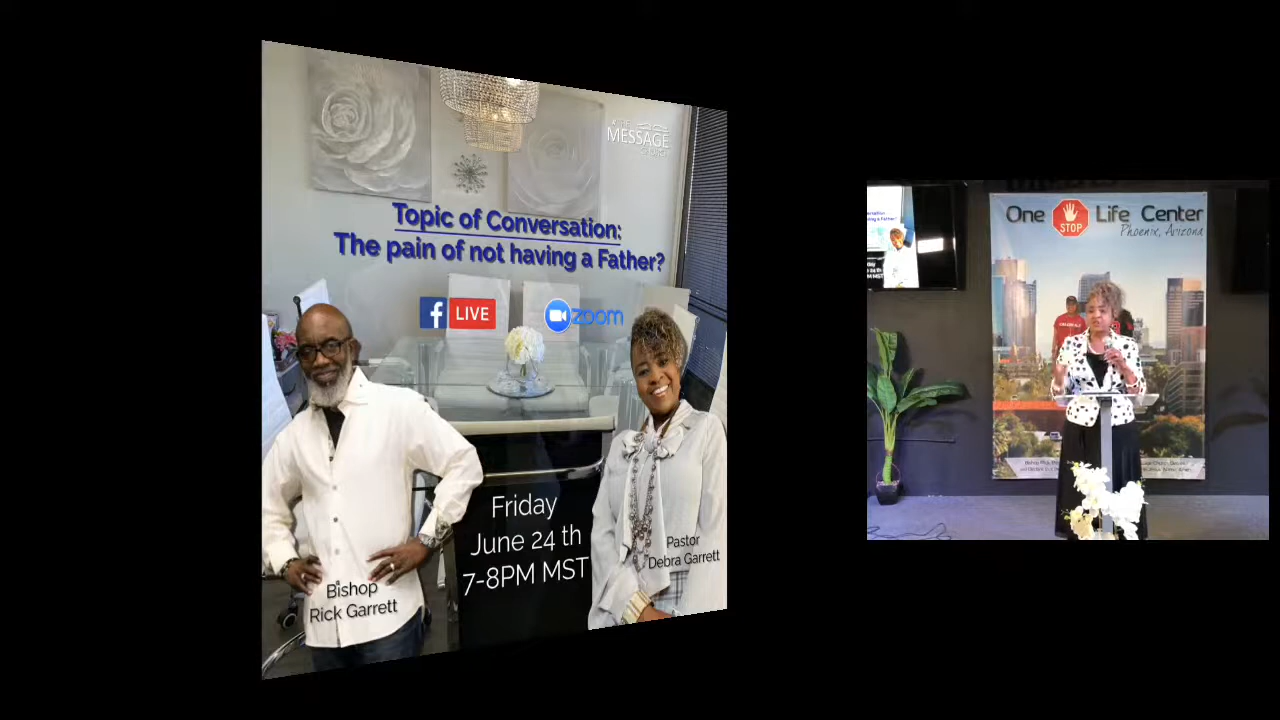 THE
MESSAGE
CHURCH
Topic of Conversation:
The pain of not having a Father?
f LIVE
zoom
Friday
June 24 th
7-8PM MST
Bishop
Rick Garrett
Pastor
Debra Garrett
One STOP Life Center
Phoenix, Arizona